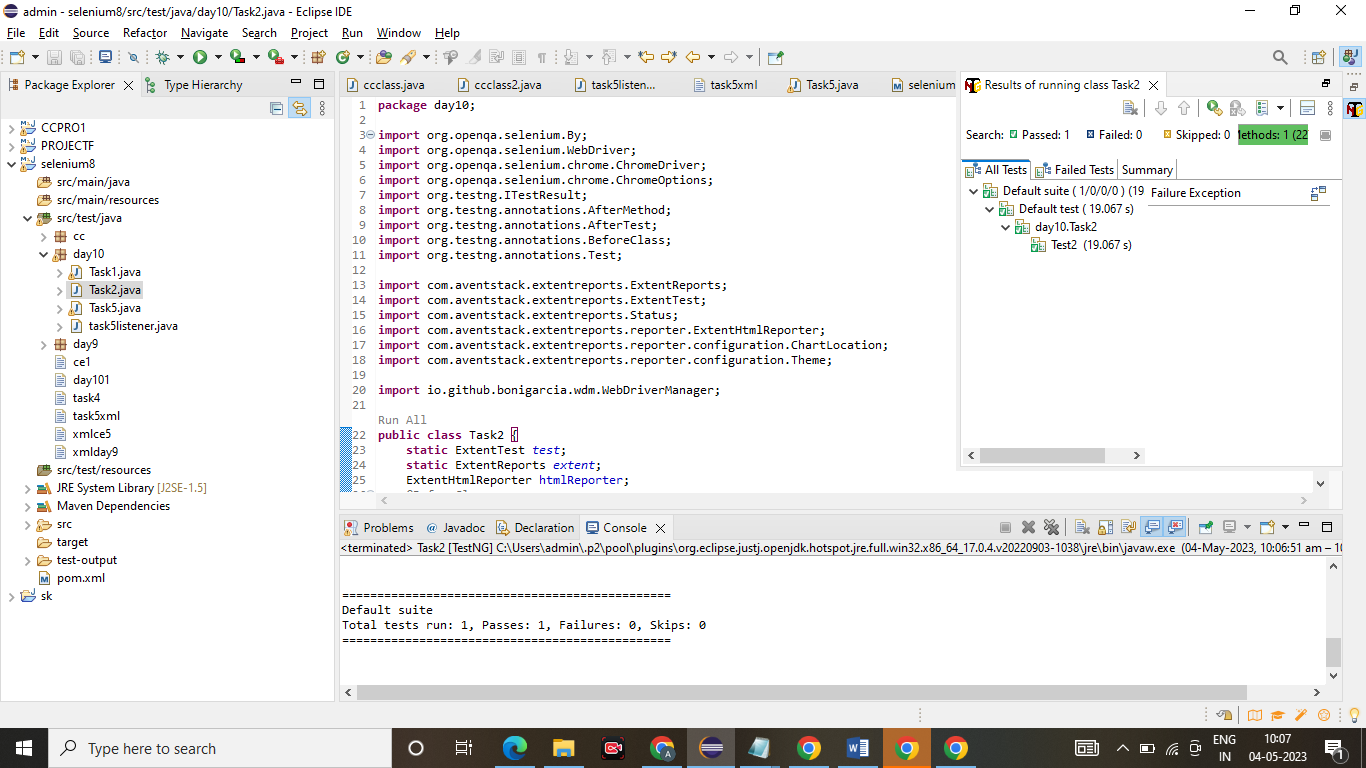 admin - selenium8/src/test/java/day10/Task2.java - Eclipse IDE
File Edit Source Refactor Navigate Search Project Run Window Help
Package Explorer Type Hierarchy
CCPRO1
PROJECTF
selenium8
src/main/java
src/main/resources
src/test/java
cc
day10
Task1.java
Task2.java
Task5.java
task5listener.java
day9
ce1
day101
task4
task5xml
xmlce5
xmlday9
src/test/resources
JRE System Library [J2SE-1.5]
Maven Dependencies
src
target
test-output
pom.xml
sk
ccclass.java ccclass2.java task5listen... task5xml Task5.java selenium
1 package day10;
2
3 import org.openqa.selenium.By;
4 import org.openqa.selenium.WebDriver;
5 import org.openqa.selenium.chrome.ChromeDriver;
6 import org.openqa.selenium.chrome.ChromeOptions;
7 import org.testng.ITestResult;
8 import org.testng.annotations.AfterMethod;
9 import org.testng.annotations.AfterTest;
10 import org.testng.annotations.BeforeClass;
11 import org.testng.annotations.Test;
12
13 import com.aventstack.extentreports.ExtentReports;
14 import com.aventstack.extentreports.ExtentTest;
15 import com.aventstack.extentreports.Status;
16 import com.aventstack.extentreports.reporter.ExtentHtmlReporter;
17 import com.aventstack.extentreports.reporter.configuration.ChartLocation;
18 import com.aventstack.extentreports.reporter.configuration.Theme;
19
20 import io.github.bonigarcia.wdm.WebDriverManager;
21
Run All
22 public class Task2 {
23 static ExtentTest test;
24 static ExtentReports extent;
25 ExtentHtmlReporter htmlReporter;
Results of running class Task2
Search: Passed: 1 Failed: 0 Skipped: 0 Methods: 1 (22
All Tests Failed Tests Summary
Default suite ( 1/0/0/0 ) (19 Failure Exception
Default test ( 19.067 s)
day10.Task2
Test2 (19.067 s)
Problems Javadoc Declaration Console
<terminated> Task2 [TestNG] C:\Users\admin\.p2\pool\plugins\org.eclipse.justj.openjdk.hotspot.jre.full.win32.x86_64_17.0.4.v20220903-1038\jre\bin\javaw.exe (04-May-2023, 10:06:51 am – 10
===============================================
Default suite
Total tests run: 1, Passes: 1, Failures: 0, Skips: 0
===============================================
Type here to search
ENG
IN
10:07
04-05-2023
1